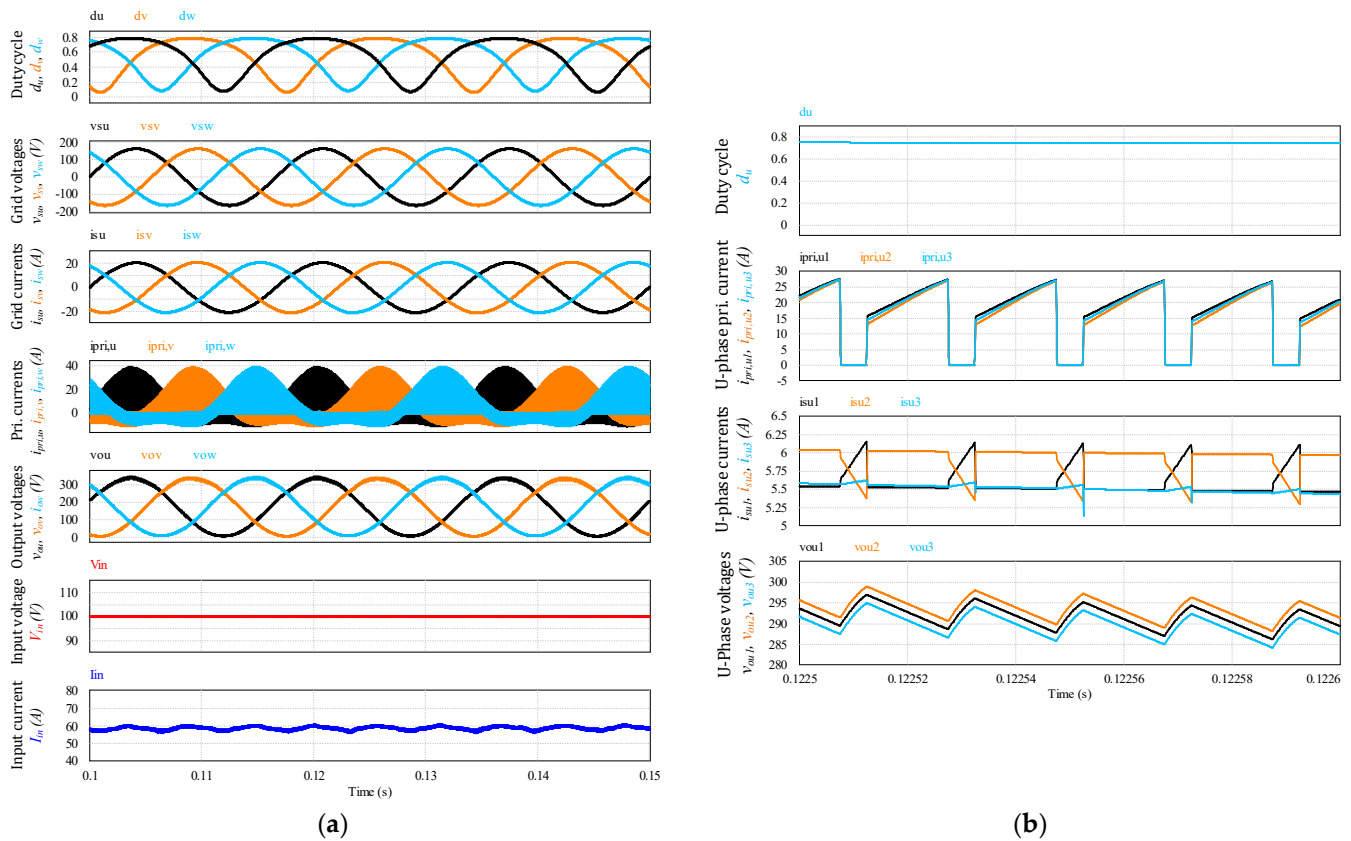 du dv dw
Duty cycle
du, dv, dw
0.8
0.4
0
vsu vsv vsw
Grid voltages
vsu, vsv, vsw (V)
200
100
0
-100
-200
isu isv isw
Grid currents
isu, isv, isw (A)
20
0
-20
ipri,u ipri,v ipri,w
Pri. currents
ipri,u, ipri,v, ipri,w (A)
40
20
0
vou vov vow
Output voltages
vou, vov, iow (V)
300
200
100
0
Vin
Input voltage
Vin (V)
110
100
90
Iin
Input current
Iin (A)
80
70
60
50
40
0.1 0.11 0.12 0.13 0.14 0.15
Time (s)
(a)
du
Duty cycle
du
0.8
0.6
0.4
0.2
0
ipri,u1 ipri,u2 ipri,u3
U-phase pri. current
ipri,u1, ipri,u2, ipri,u3 (A)
30
25
20
15
10
5
0
-5
isu1 isu2 isu3
U-phase currents
isu1, isu2, isu3 (A)
6.5
6.25
6
5.75
5.5
5.25
5
vou1 vou2 vou3
U-Phase voltages
vou1, vou2, vou3 (V)
305
300
295
290
285
280
0.1225 0.12252 0.12254 0.12256 0.12258 0.1226
Time (s)
(b)